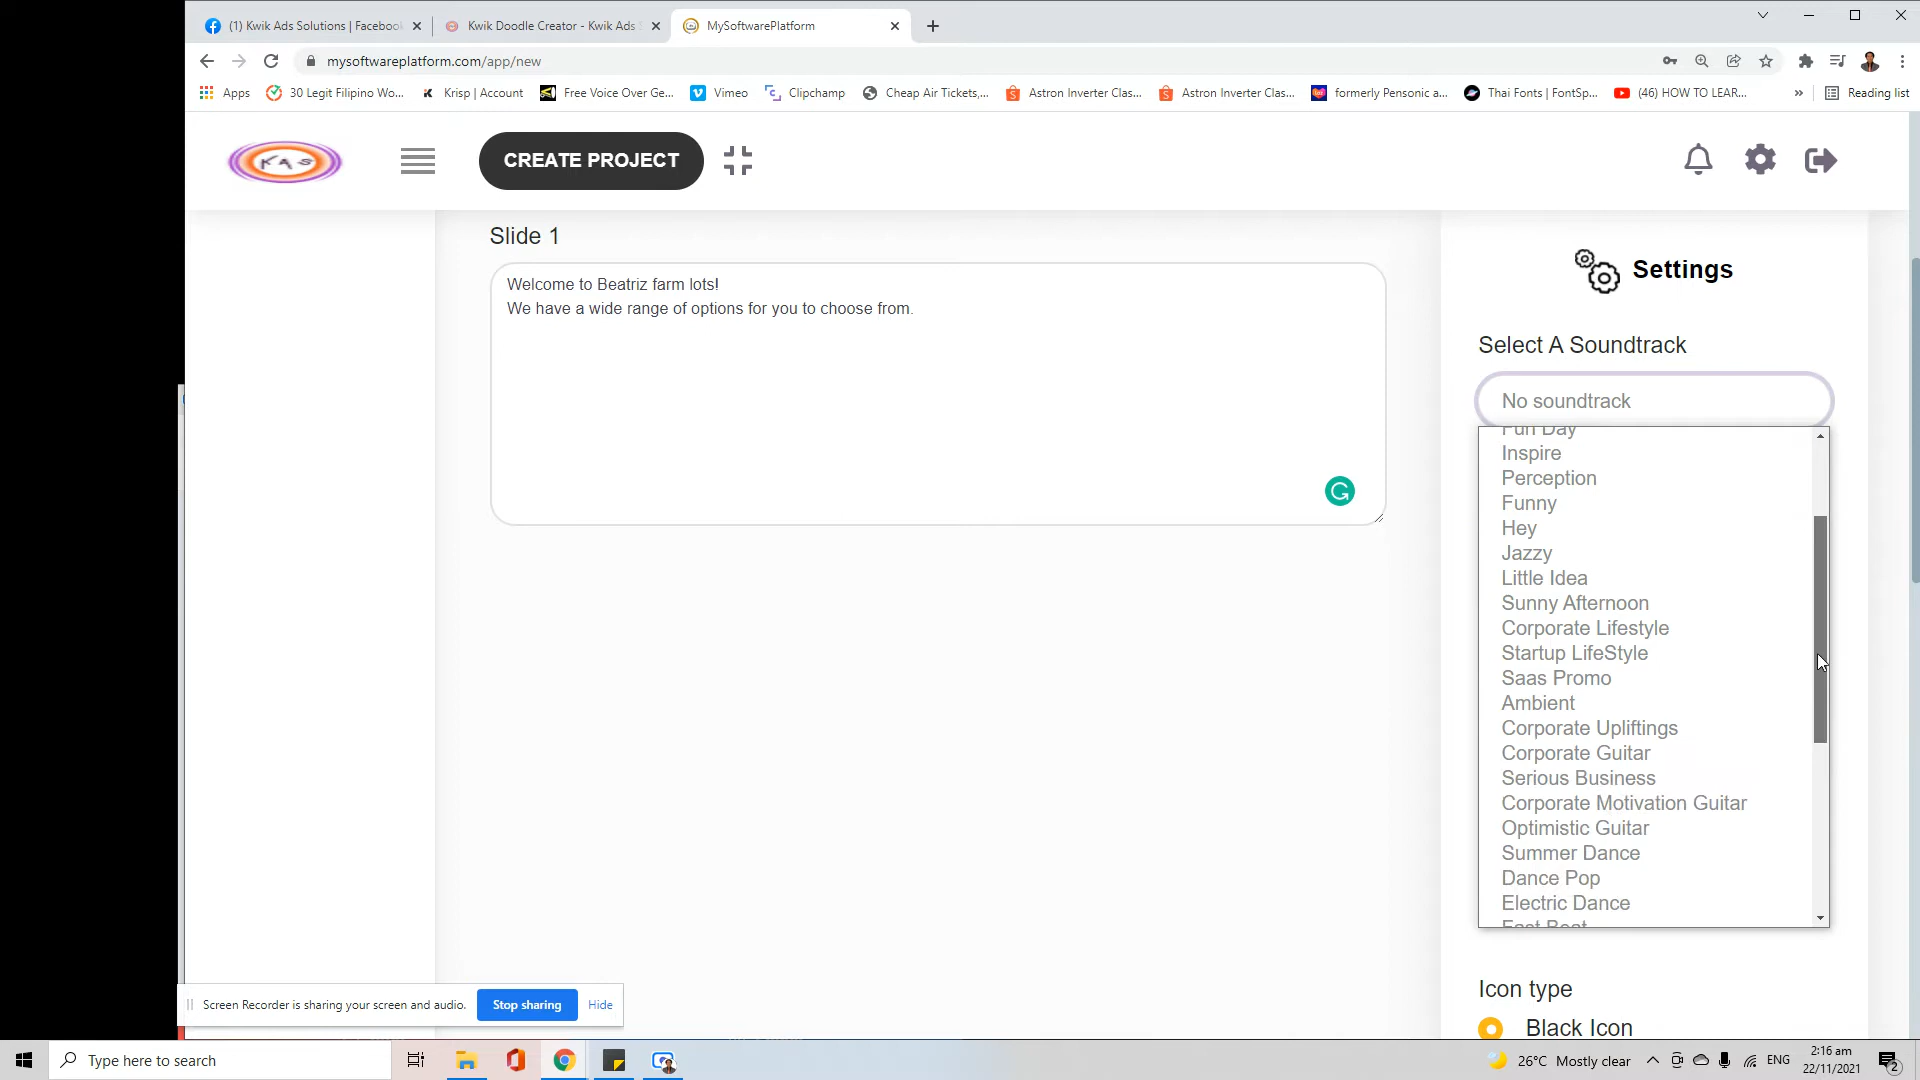 (1) Kwik Ads Solutions | Facebook
Kwik Doodle Creator - Kwik Ads S
MySoftwarePlatform
mysoftwareplatform.com/app/new
Apps
30 Legit Filipino Wo...
Krisp | Account
Free Voice Over Ge...
Vimeo
Clipchamp
Cheap Air Tickets,...
Astron Inverter Clas...
Astron Inverter Clas...
formerly Pensonic a...
Thai Fonts | FontSp...
(46) HOW TO LEAR...
»
Reading list
KAS
CREATE PROJECT
Slide 1
Welcome to Beatriz farm lots!
We have a wide range of options for you to choose from.
Settings
Select A Soundtrack
No soundtrack
Fun Day
Inspire
Perception
Funny
Hey
Jazzy
Little Idea
Sunny Afternoon
Corporate Lifestyle
Startup LifeStyle
Saas Promo
Ambient
Corporate Upliftings
Corporate Guitar
Serious Business
Corporate Motivation Guitar
Optimistic Guitar
Summer Dance
Dance Pop
Electric Dance
Fast Beat
Icon type
Black Icon
Screen Recorder is sharing your screen and audio.
Stop sharing
Hide
Type here to search
26°C Mostly clear
ENG
2:16 am
22/11/2021
2